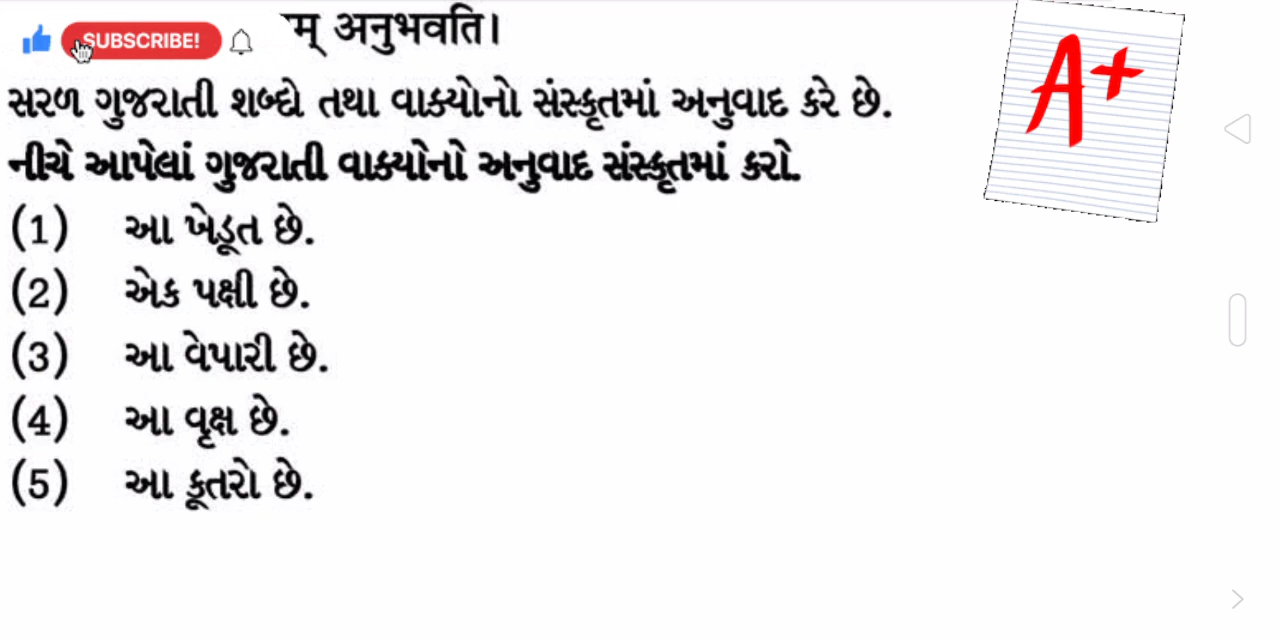 SUBSCRIBE! अनुभवति।
સરળ ગુજરાતી શબ્દો તથા વાક્યોનો સંસ્કૃતમાં અનુવાદ કરે છે.
નીચે આપેલાં ગુજરાતી વાક્યોનો અનુવાદ સંસ્કૃતમાં કરો.
(1) આ ખેડૂત છે.
(2) એક પક્ષી છે.
(3) આ વેપારી છે.
(4) આ વૃક્ષ છે.
(5) આ કૂતરો છે.
A+